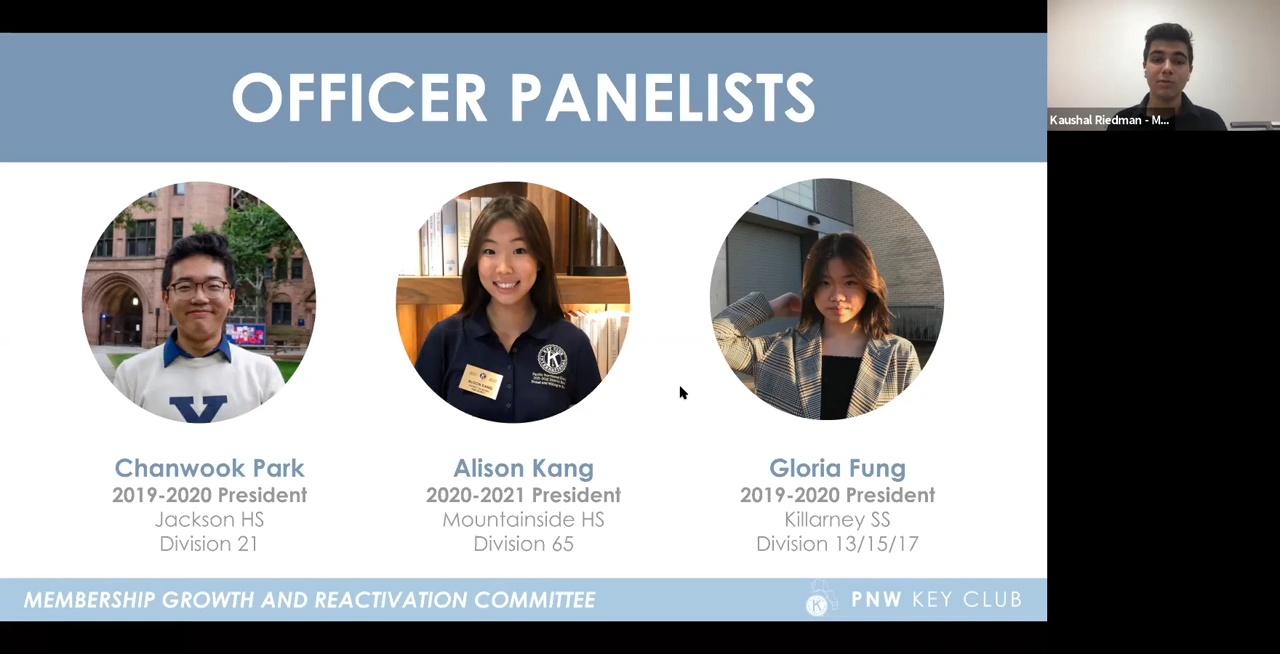 OFFICER PANELISTS
Kaushal Riedman - M...
Y
K
ALISON KANG
Chanwook Park
2019-2020 President
Jackson HS
Division 21
Alison Kang
2020-2021 President
Mountainside HS
Division 65
Gloria Fung
2019-2020 President
Killarney SS
Division 13/15/17
MEMBERSHIP GROWTH AND REACTIVATION COMMITTEE
K
PNW KEY CLUB